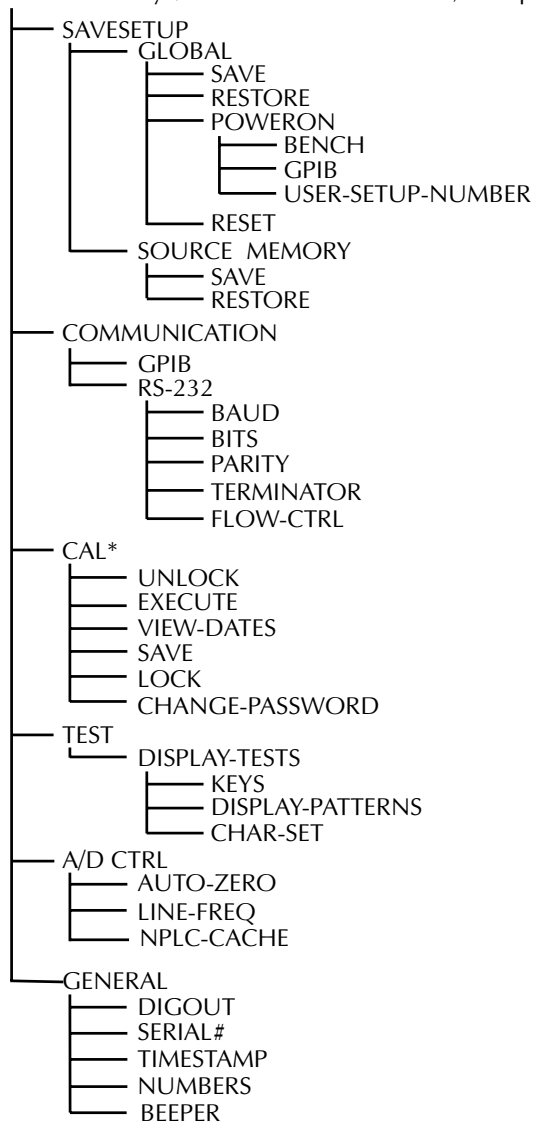 SAVESETUP
GLOBAL
SAVE
RESTORE
POWERON
BENCH
GPIB
USER-SETUP-NUMBER
RESET
SOURCE MEMORY
SAVE
RESTORE
COMMUNICATION
GPIB
RS-232
BAUD
BITS
PARITY
TERMINATOR
FLOW-CTRL
CAL*
UNLOCK
EXECUTE
VIEW-DATES
SAVE
LOCK
CHANGE-PASSWORD
TEST
DISPLAY-TESTS
KEYS
DISPLAY-PATTERNS
CHAR-SET
A/D CTRL
AUTO-ZERO
LINE-FREQ
NPLC-CACHE
GENERAL
DIGOUT
SERIAL#
TIMESTAMP
NUMBERS
BEEPER